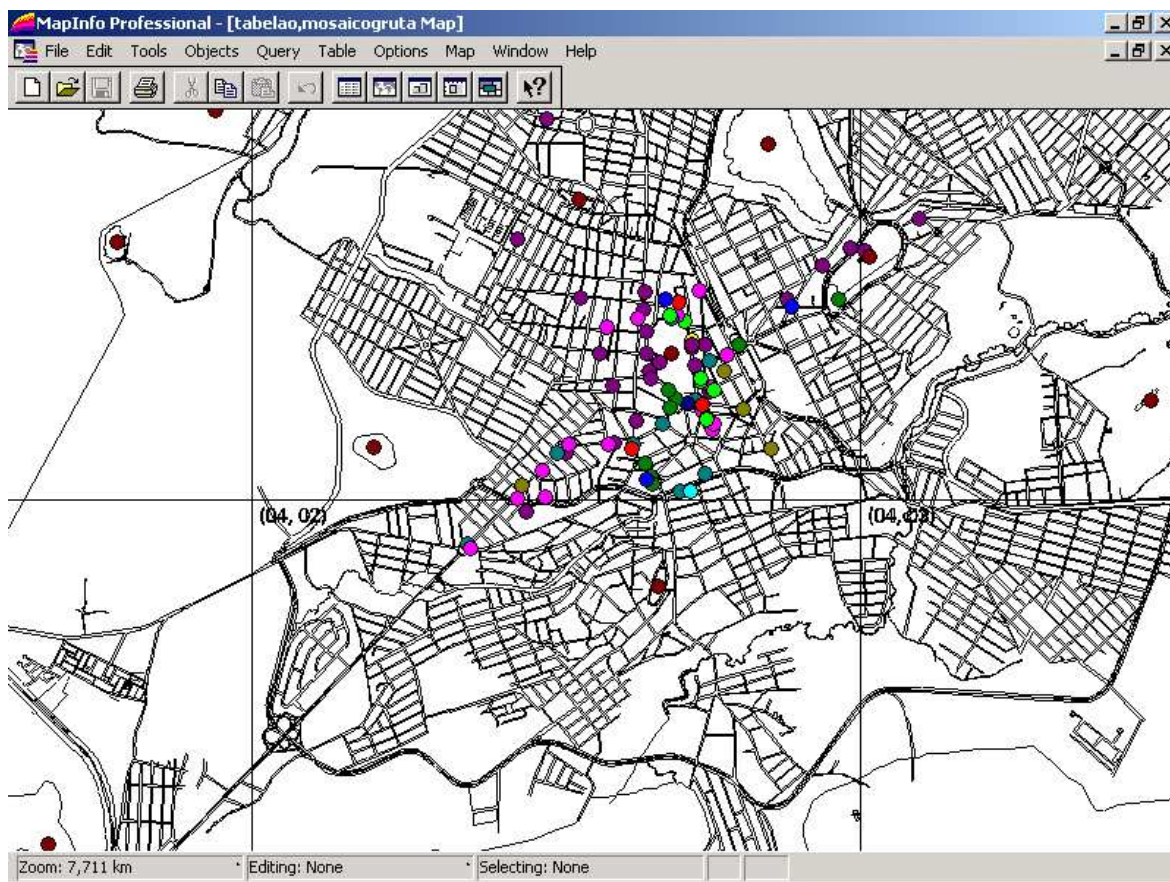 MapInfo Professional - [tabelao,mosaicogruta Map]
File Edit Tools Objects Query Table Options Map Window Help
(04, 02) (04, 03)
Zoom: 7,711 km Editing: None Selecting: None